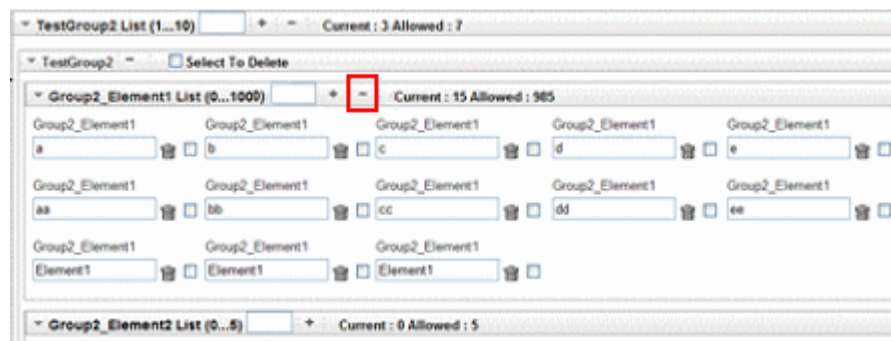 TestGroup2 List (1...10) + - Current : 3 Allowed : 7
TestGroup2 - Select To Delete
Group2_Element1 List (0...1000) + - Current : 15 Allowed : 985
Group2_Element1 Group2_Element1 Group2_Element1 Group2_Element1 Group2_Element1
a b c d e
Group2_Element1 Group2_Element1 Group2_Element1 Group2_Element1 Group2_Element1
aa bb cc dd ee
Group2_Element1 Group2_Element1 Group2_Element1
Element1 Element1 Element1
Group2_Element2 List (0...5) + Current : 0 Allowed : 5